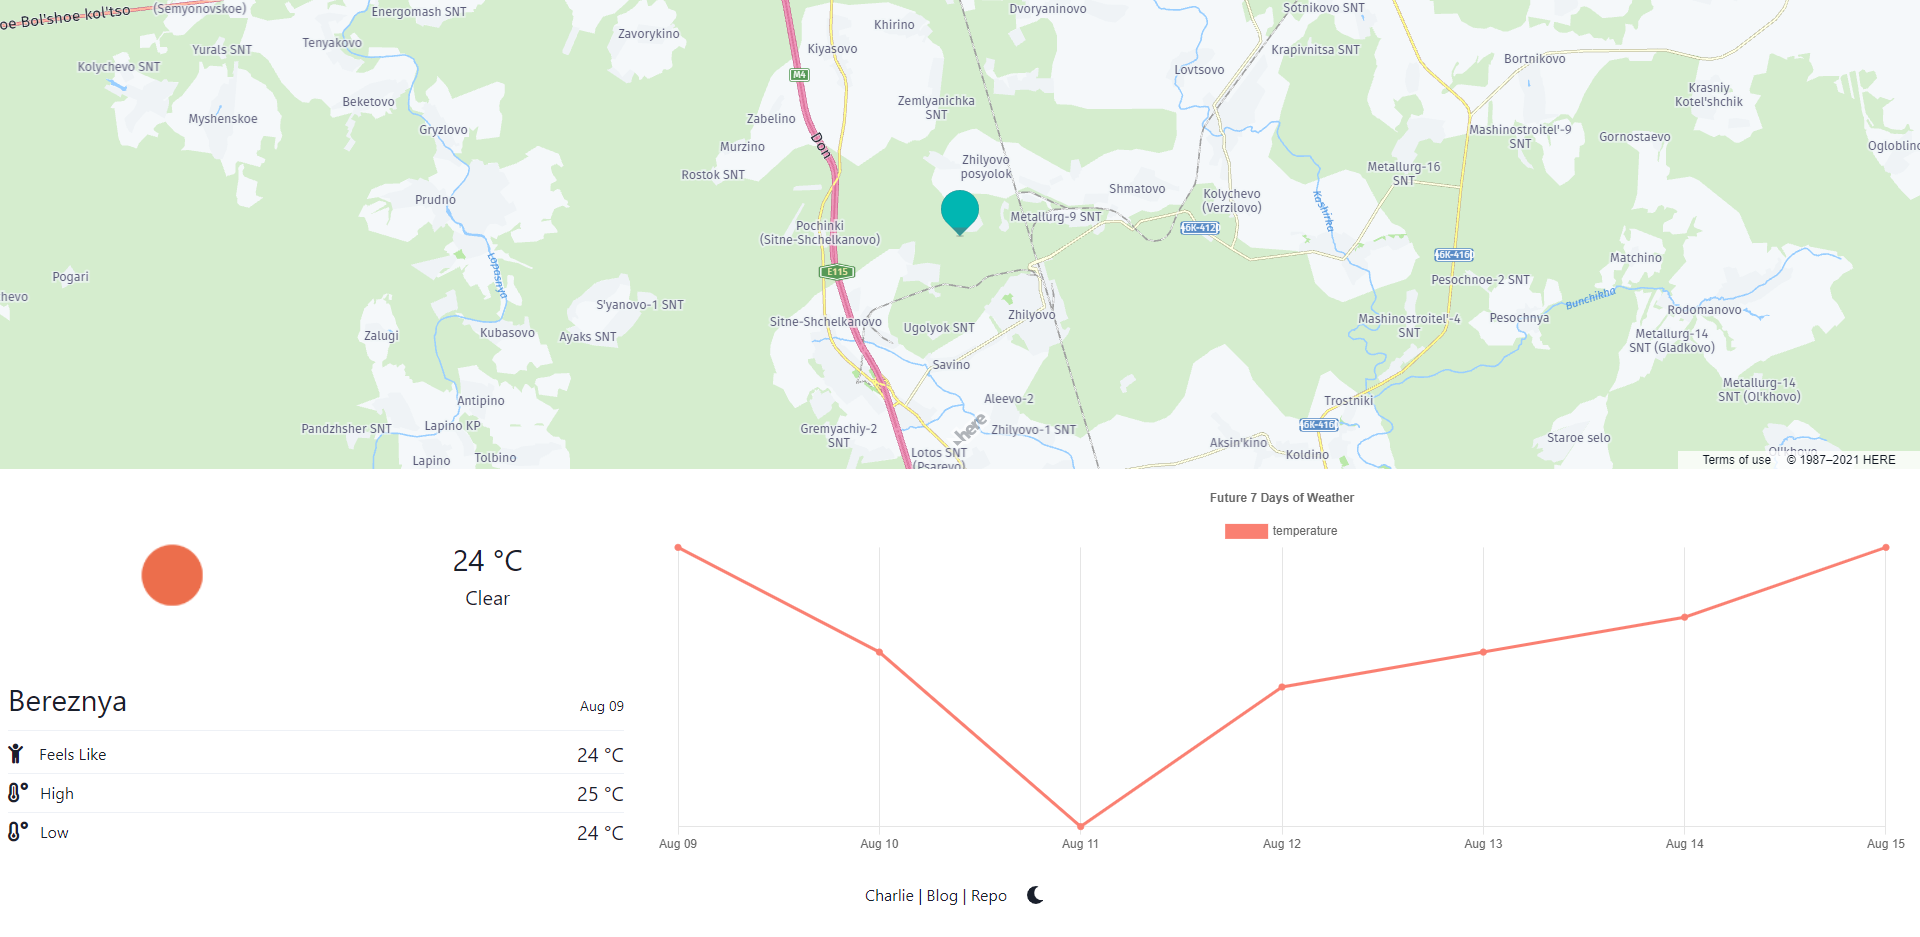 oe Bol'shoe kol'tso
(Semyonovskoe)
Energomash SNT
Dvoryaninovo
Sotnikovo SNT
Khirino
Zavorykino
Tenyakovo
Yurals SNT
Kiyasovo
Krapivnitsa SNT
Bortnikovo
Kolychevo SNT
M4
Lovtsovo
Krasniy
Kotel'shchik
Beketovo
Zemlyanichka
SNT
Myshenskoe
Zabelino
Gryzlovo
Mashinostroitel'-9
SNT
Gornostaevo
Don
Murzino
Ogloblino
Zhilyovo
posyolok
Rostok SNT
Metallurg-16
SNT
Shmatovo
Kolychevo
(Verzilovo)
Prudno
Kashirka
Metallurg-9 SNT
Pochinki
(Sitne-Shchelkanovo)
46K-412
46K-416
Matchino
Pogari
Lopasnya
E115
Pesochnoe-2 SNT
hevo
S'yanovo-1 SNT
Bunchikha
Rodomanovo
Zhilyovo
Sitne-Shchelkanovo
Ugolyok SNT
Mashinostroitel'-4
SNT
Pesochnya
Zalugi
Kubasovo
Ayaks SNT
Metallurg-14
SNT (Gladkovo)
Savino
Metallurg-14
SNT (Ol'khovo)
Antipino
Aleevo-2
Trostniki
Pandzhsher SNT
Lapino KP
Gremyachiy-2
SNT
here
Zhilyovo-1 SNT
46K-416
Aksin'kino
Staroe selo
Lapino
Tolbino
Lotos SNT
(Psarevo)
Koldino
Ol'khovo
Terms of use © 1987–2021 HERE
Future 7 Days of Weather
temperature
24 °C
Clear
Bereznya
Aug 09
Feels Like 24 °C
High 25 °C
Low 24 °C
Aug 09 Aug 10 Aug 11 Aug 12 Aug 13 Aug 14 Aug 15
Charlie | Blog | Repo